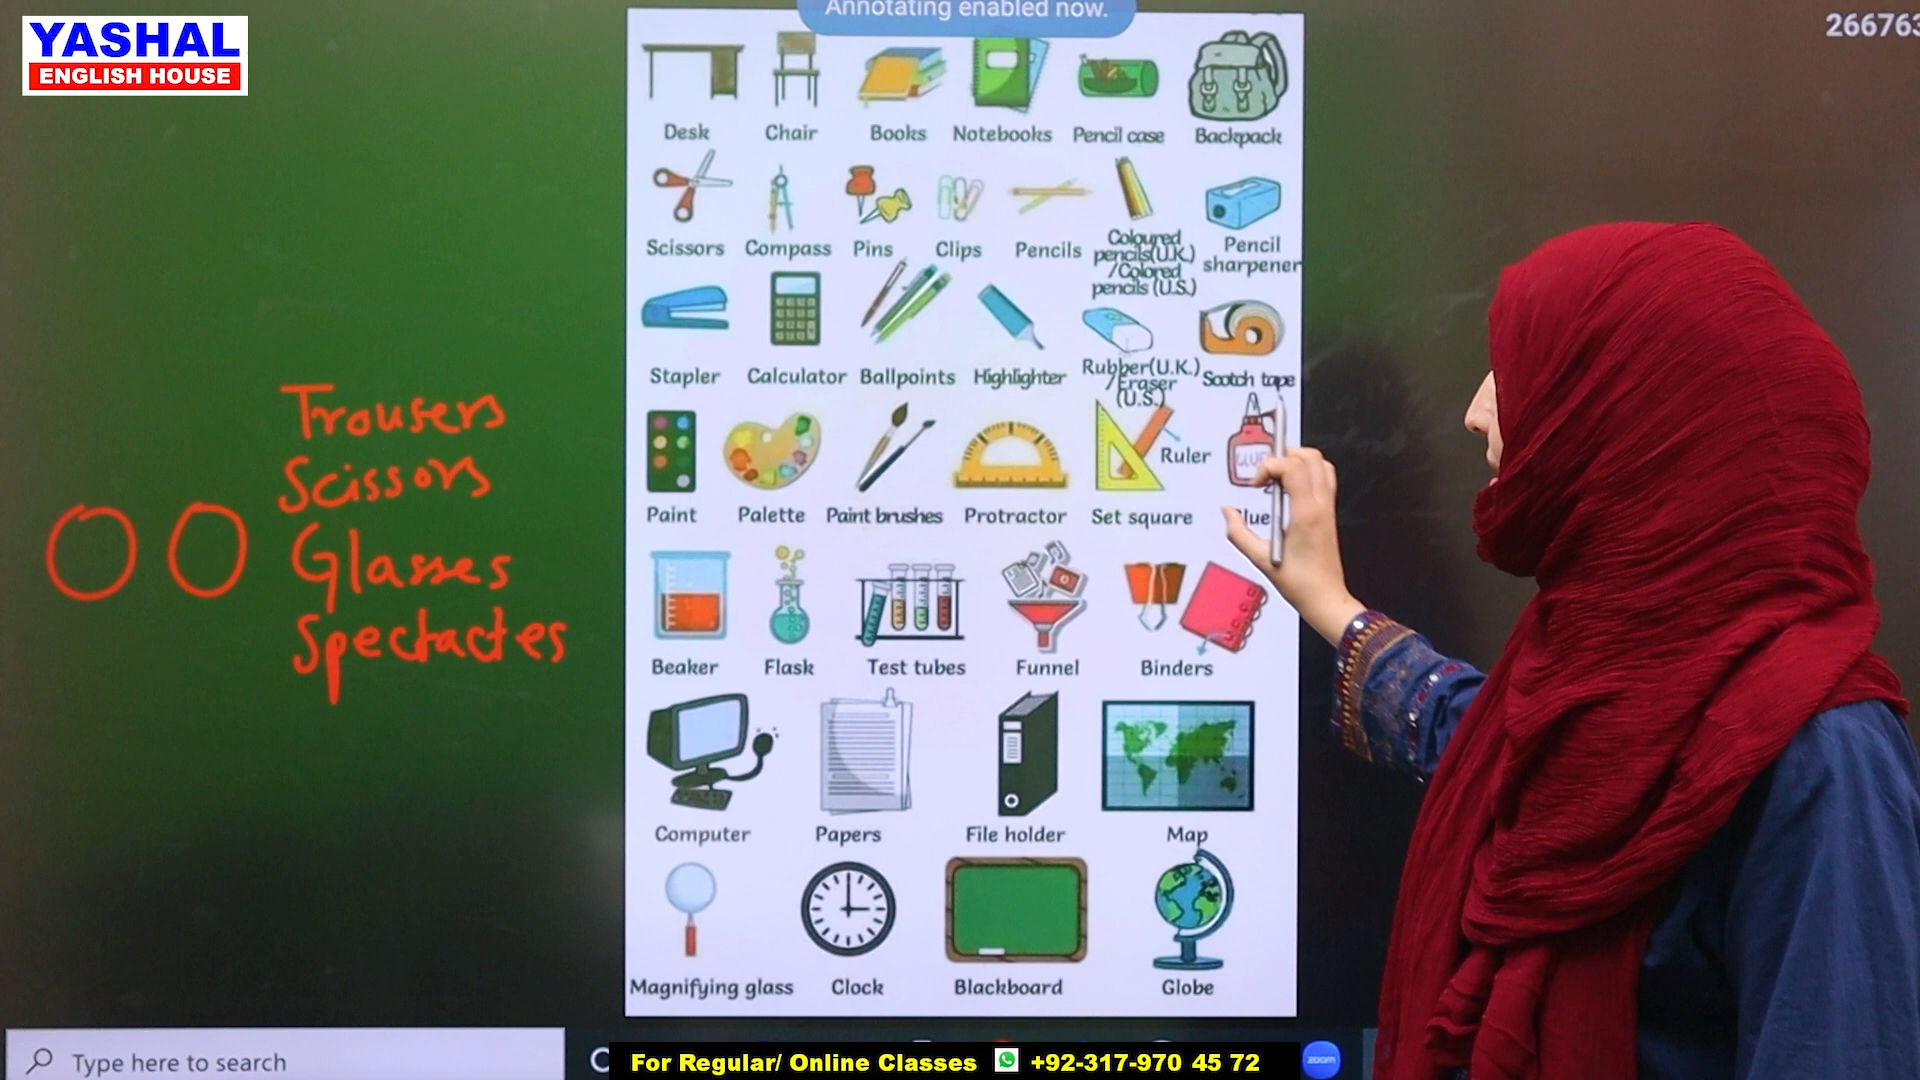 YASHAL
ENGLISH HOUSE
Annotating enabled now.
266763
Desk Chair Books Notebooks Pencil case Backpack
Scissors Compass Pins Clips Pencils Coloured pencils(U.K.) /Colored pencils (U.S.) Pencil sharpener
Stapler Calculator Ballpoints Highlighter Rubber(U.K.) /Eraser (U.S.) Scotch tape
Trousers
Scissors
Glasses
Spectactes
GLUE
Ruler
Paint Palette Paint brushes Protractor Set square lue
Beaker Flask Test tubes Funnel Binders
Computer Papers File holder Map
Magnifying glass Clock Blackboard Globe
Type here to search
For Regular/ Online Classes +92-317-970 45 72
zoom